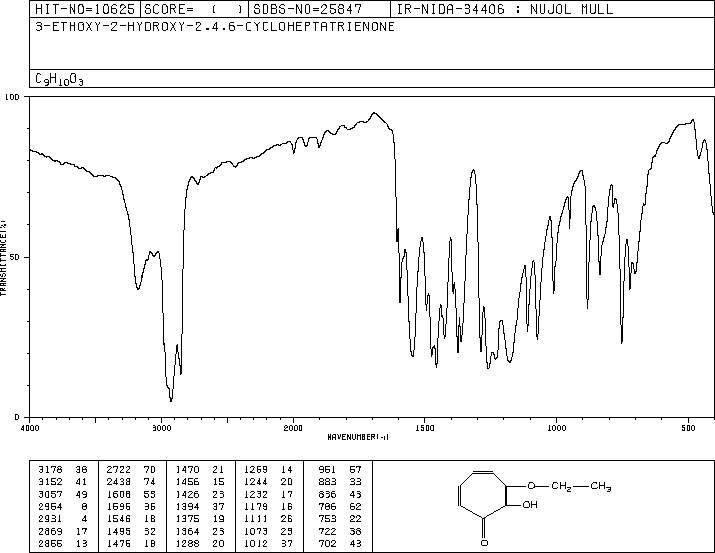 HIT-NO=10625 SCORE= ( ) SDBS-NO=25847 IR-NIDA-34406 : NUJOL MULL
3-ETHOXY-2-HYDROXY-2,4,6-CYCLOHEPTATRIENONE
C9H10O3
100
TRANSMITTANCE(%)
50
0
4000 3000 2000 1500 1000 500
WAVENUMBER(-1)
3178 38 2722 70 1470 21 1269 14 951 57
3152 41 2438 74 1456 15 1244 20 883 33
3057 49 1608 53 1426 23 1232 17 836 43
2954 8 1596 36 1394 37 1179 16 786 62
2931 4 1546 18 1375 19 1111 26 753 22
2869 17 1495 32 1364 23 1073 23 722 38
2855 13 1475 18 1288 20 1012 37 702 43
O CH2 CH3
OH
O